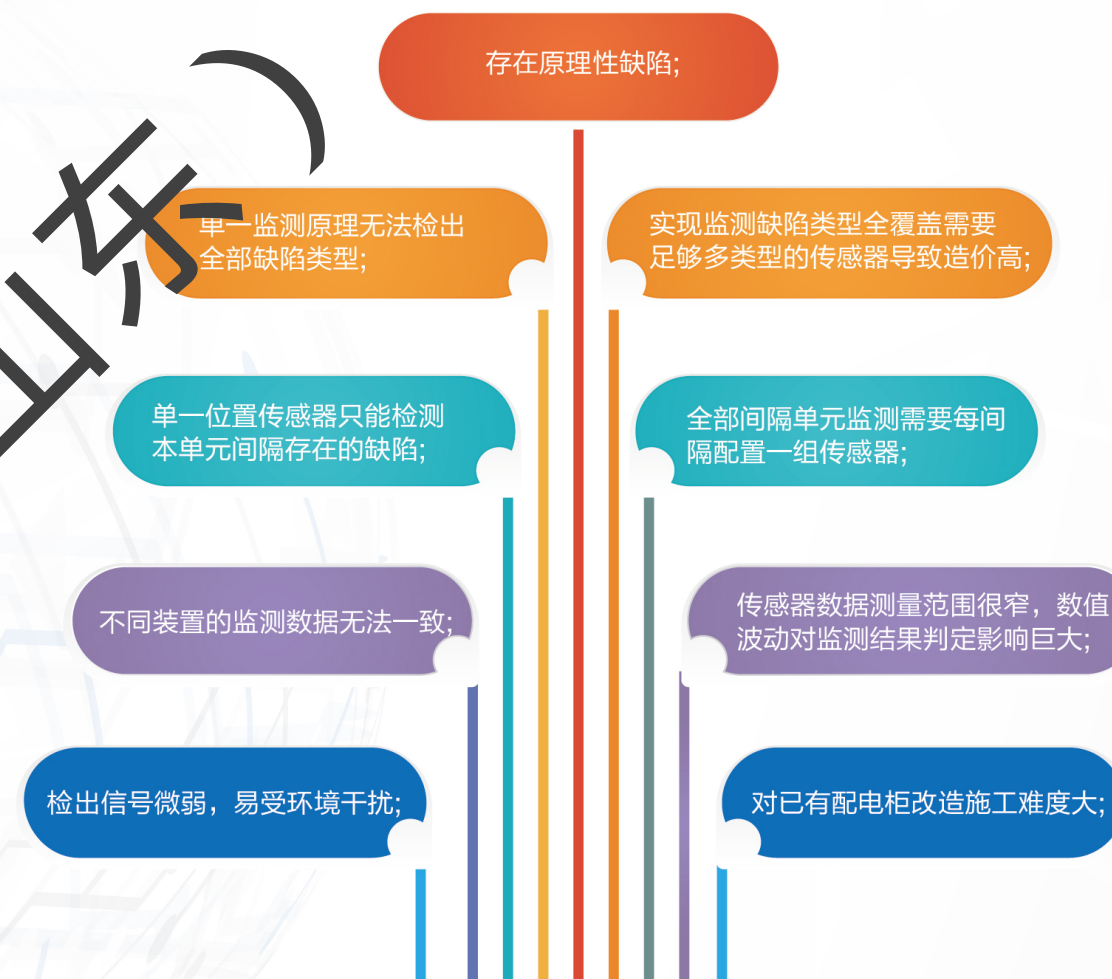 存在原理性缺陷;
单一监测原理无法检出
全部缺陷类型;
实现监测缺陷类型全覆盖需要
足够多类型的传感器导致造价高;
单一位置传感器只能检测
本单元间隔存在的缺陷;
全部间隔单元监测需要每间
隔配置一组传感器;
不同装置的监测数据无法一致;
传感器数据测量范围很窄，数值
波动对监测结果判定影响巨大;
检出信号微弱，易受环境干扰;
对已有配电柜改造施工难度大;
山东）